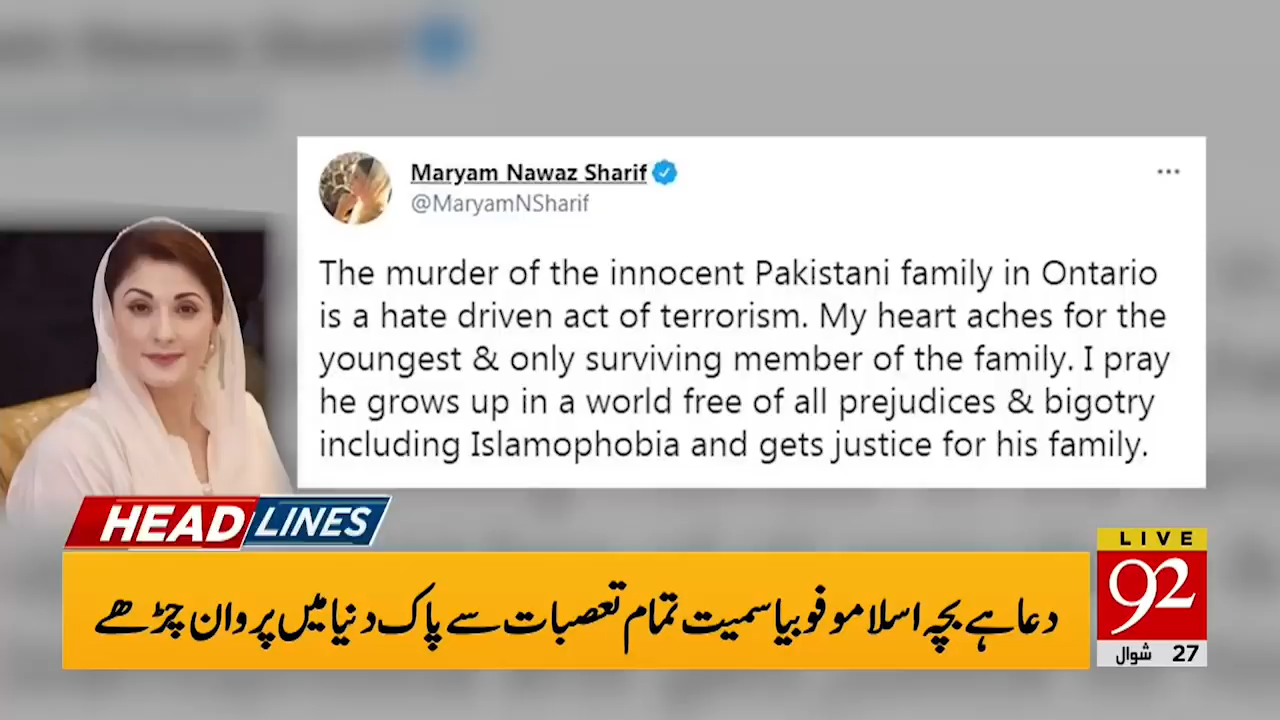 Maryam Nawaz Sharif
@MaryamNSharif
The murder of the innocent Pakistani family in Ontario
is a hate driven act of terrorism. My heart aches for the
youngest & only surviving member of the family. I pray
he grows up in a world free of all prejudices & bigotry
including Islamophobia and gets justice for his family.
HEADLINES
دعا ہے بچہ اسلاموفوبیا سمیت تمام تعصبات سے پاک دنیا میں پروان چڑھے
LIVE
92
27 شوال